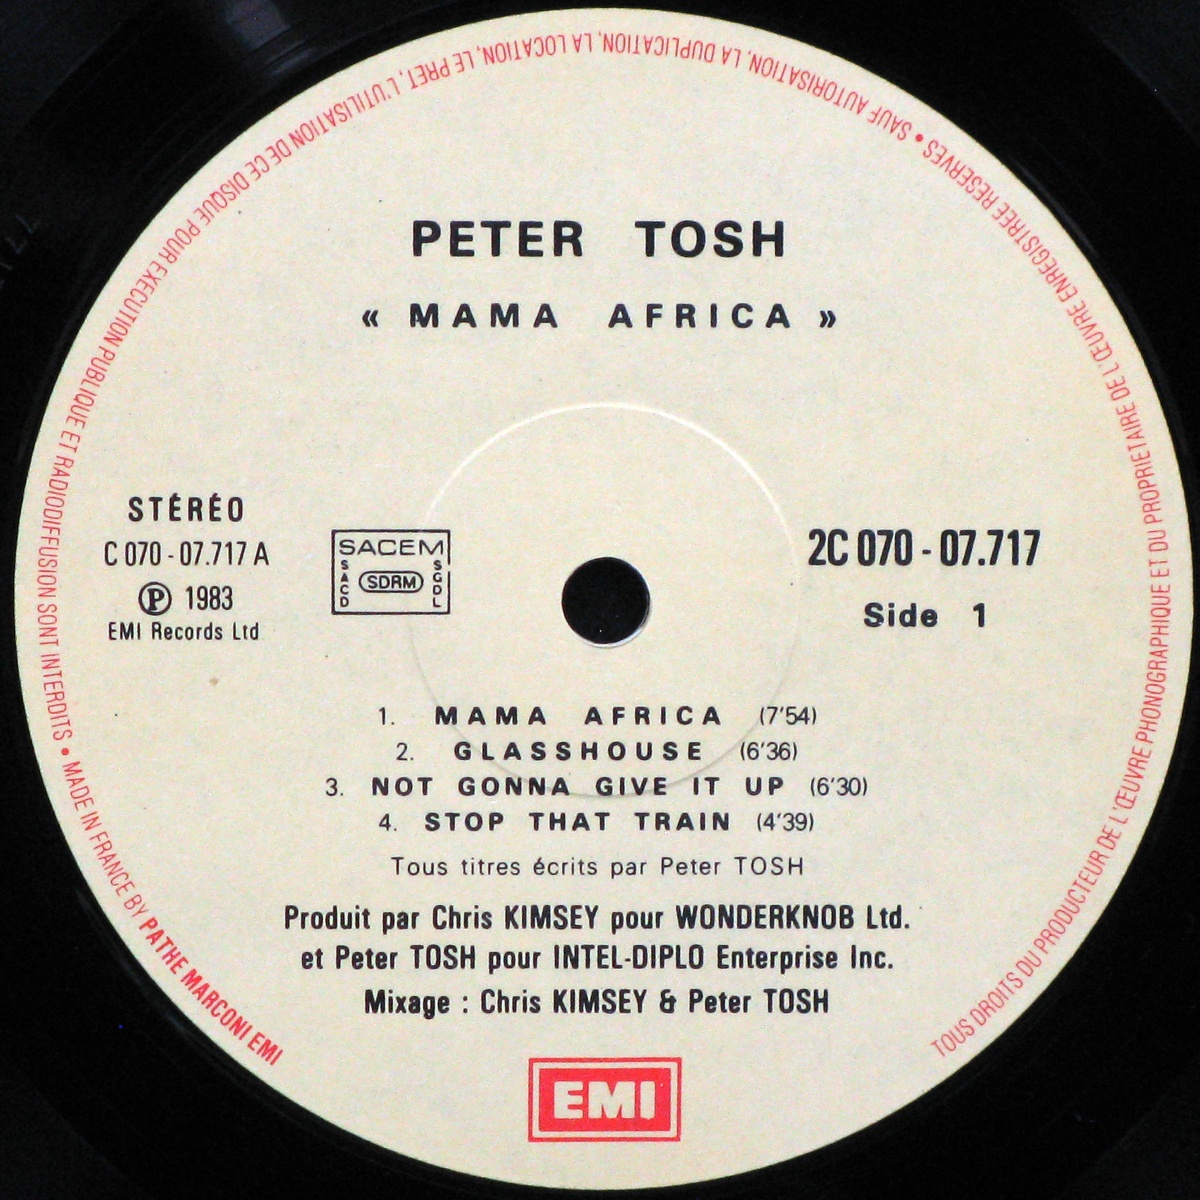 PETER TOSH
« MAMA AFRICA »
STÉRÉO
C 070 - 07.717 A
Ⓟ 1983
EMI Records Ltd
SACEM
SACD
SDRM
SGDL
2C 070 - 07.717
Side 1
1. MAMA AFRICA (7'54)
2. GLASSHOUSE (6'36)
3. NOT GONNA GIVE IT UP (6'30)
4. STOP THAT TRAIN (4'39)
Tous titres écrits par Peter TOSH
Produit par Chris KIMSEY pour WONDERKNOB Ltd.
et Peter TOSH pour INTEL-DIPLO Enterprise Inc.
Mixage : Chris KIMSEY & Peter TOSH
EMI
TOUS DROITS DU PRODUCTEUR DE L'ŒUVRE PHONOGRAPHIQUE ET DU PROPRIETAIRE DE L'ŒUVRE ENREGISTREE RESERVES • SAUF AUTORISATION, LA DUPLICATION, LA LOCATION, LE PRET, L'UTILISATION DE CE DISQUE POUR EXECUTION PUBLIQUE ET RADIODIFFUSION SONT INTERDITS • MADE IN FRANCE BY PATHE MARCONI EMI